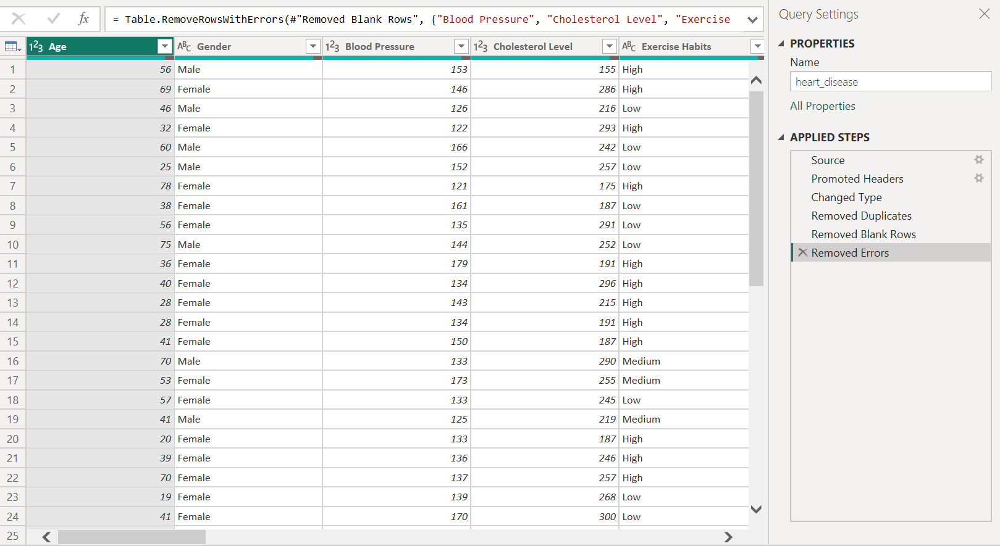 fx = Table.RemoveRowsWithErrors(#"Removed Blank Rows", {"Blood Pressure", "Cholesterol Level", "Exercise
123 Age ABC Gender 123 Blood Pressure 123 Cholesterol Level ABC Exercise Habits
1 56 Male 153 155 High
2 69 Female 146 286 High
3 46 Male 126 216 Low
4 32 Female 122 293 High
5 60 Male 166 242 Low
6 25 Male 152 257 Low
7 78 Female 121 175 High
8 38 Female 161 187 Low
9 56 Female 135 291 Low
10 75 Male 144 252 Low
11 36 Female 179 191 High
12 40 Female 134 296 High
13 28 Female 143 215 High
14 28 Female 134 191 High
15 41 Female 150 187 High
16 70 Male 133 290 Medium
17 53 Female 173 255 Medium
18 57 Female 133 245 Low
19 41 Male 125 219 Medium
20 20 Female 133 187 High
21 39 Female 136 246 High
22 70 Female 137 257 High
23 19 Female 139 268 Low
24 41 Female 170 300 Low
25
Query Settings
PROPERTIES
Name
heart_disease
All Properties
APPLIED STEPS
Source
Promoted Headers
Changed Type
Removed Duplicates
Removed Blank Rows
Removed Errors